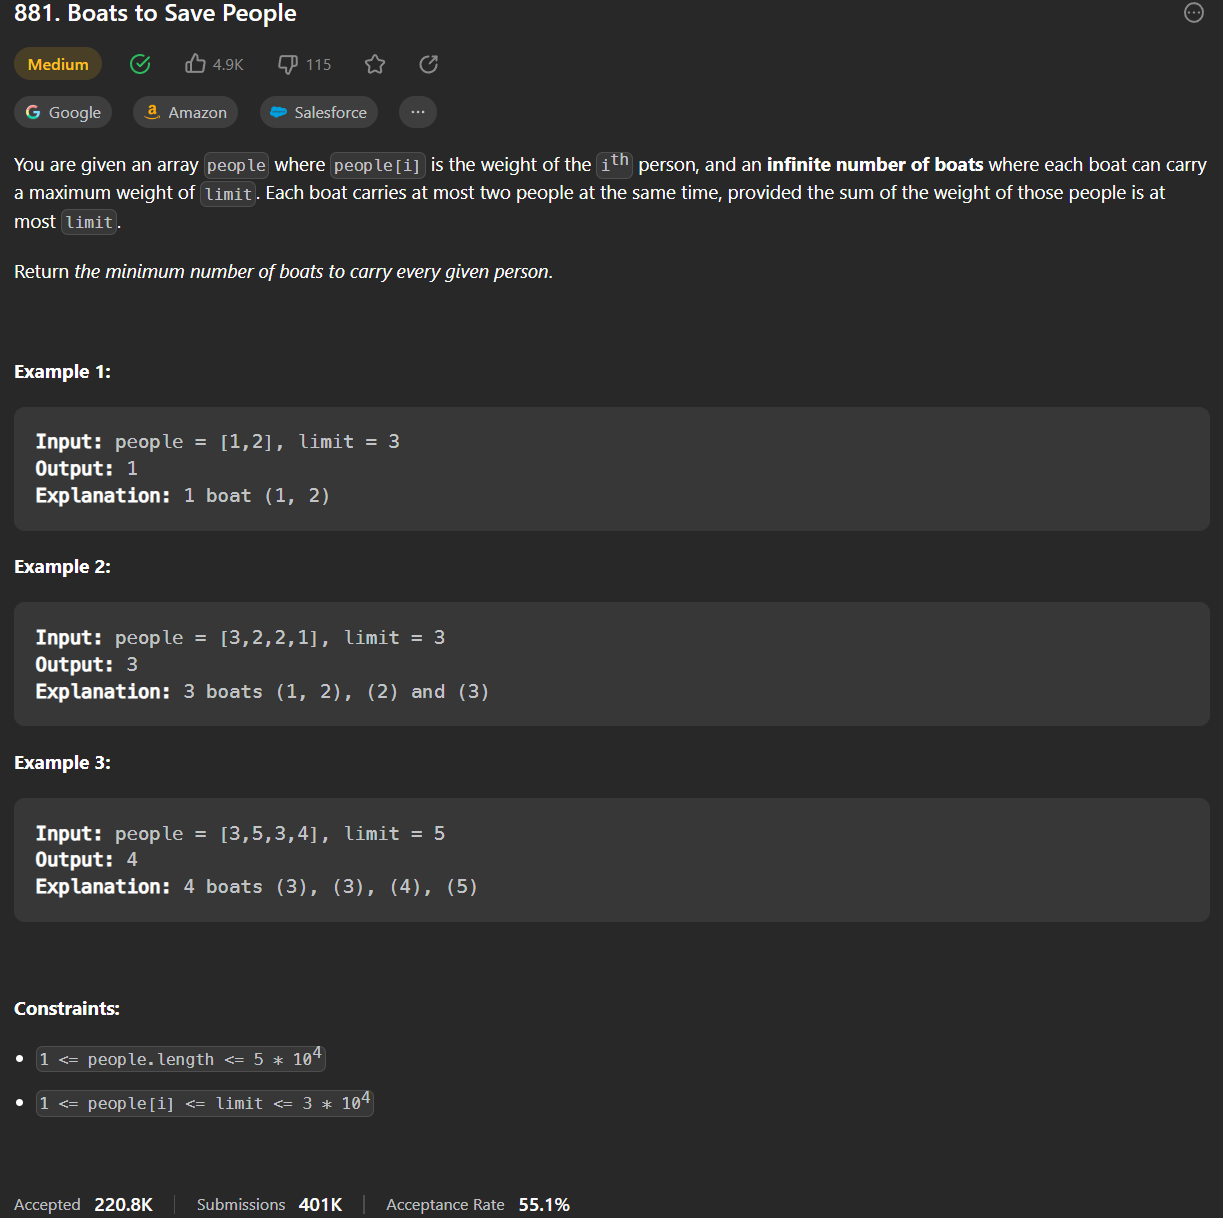 881. Boats to Save People
Medium 4.9K 115
Google Amazon Salesforce ...
You are given an array people where people[i] is the weight of the ith person, and an infinite number of boats where each boat can carry
a maximum weight of limit. Each boat carries at most two people at the same time, provided the sum of the weight of those people is at
most limit.
Return the minimum number of boats to carry every given person.
Example 1:
Input: people = [1,2], limit = 3
Output: 1
Explanation: 1 boat (1, 2)
Example 2:
Input: people = [3,2,2,1], limit = 3
Output: 3
Explanation: 3 boats (1, 2), (2) and (3)
Example 3:
Input: people = [3,5,3,4], limit = 5
Output: 4
Explanation: 4 boats (3), (3), (4), (5)
Constraints:
• 1 <= people.length <= 5 * 10⁴
• 1 <= people[i] <= limit <= 3 * 10⁴
Accepted 220.8K | Submissions 401K | Acceptance Rate 55.1%